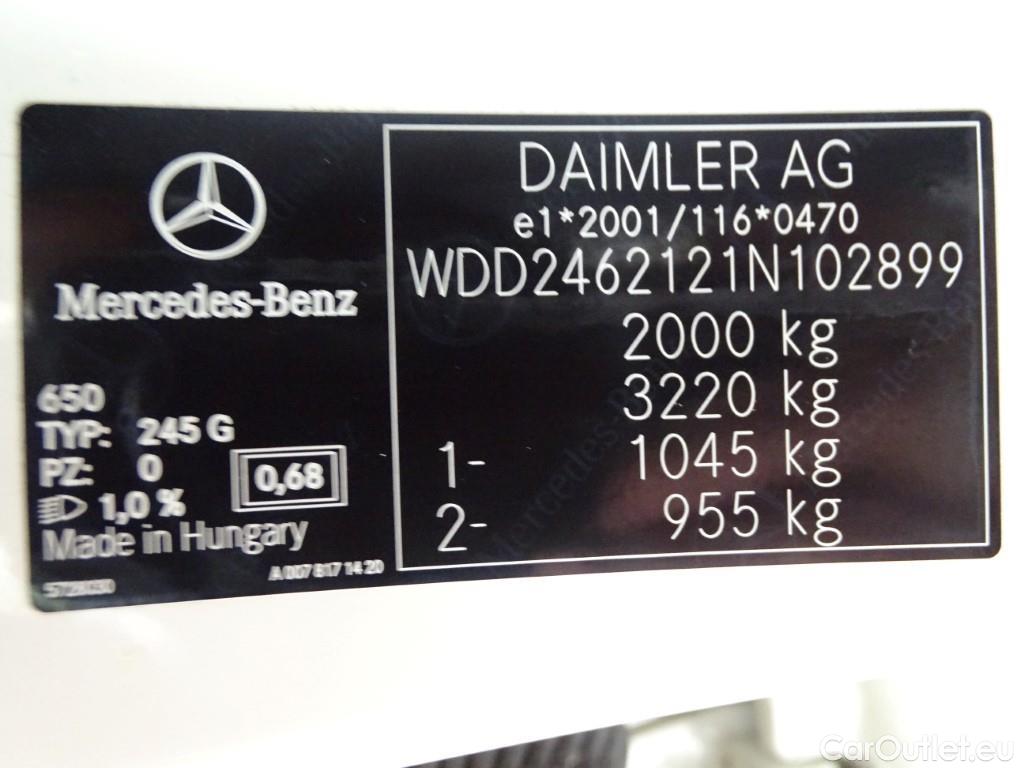 Mercedes-Benz
650
TYP: 245 G
PZ: 0
1,0 %
0,68
Made in Hungary
A 007 817 14 20
DAIMLER AG
e1*2001/116*0470
WDD2462121N102899
2000 kg
3220 kg
1- 1045 kg
2- 955 kg
CarOutlet.eu